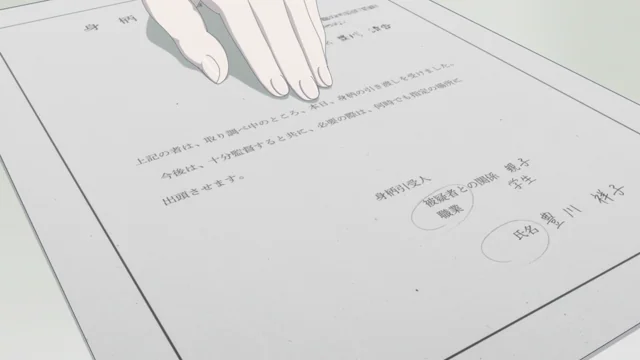 身柄
上記の者は、取り調べ中のところ、本日、身柄の引き渡しを受けました。
今後は、十分監督すると共に、必要の際は、何時でも指定の場所に
出頭させます。
身柄引受人
被疑者との関係 親子
職業 学生
氏名 豊川 祥子